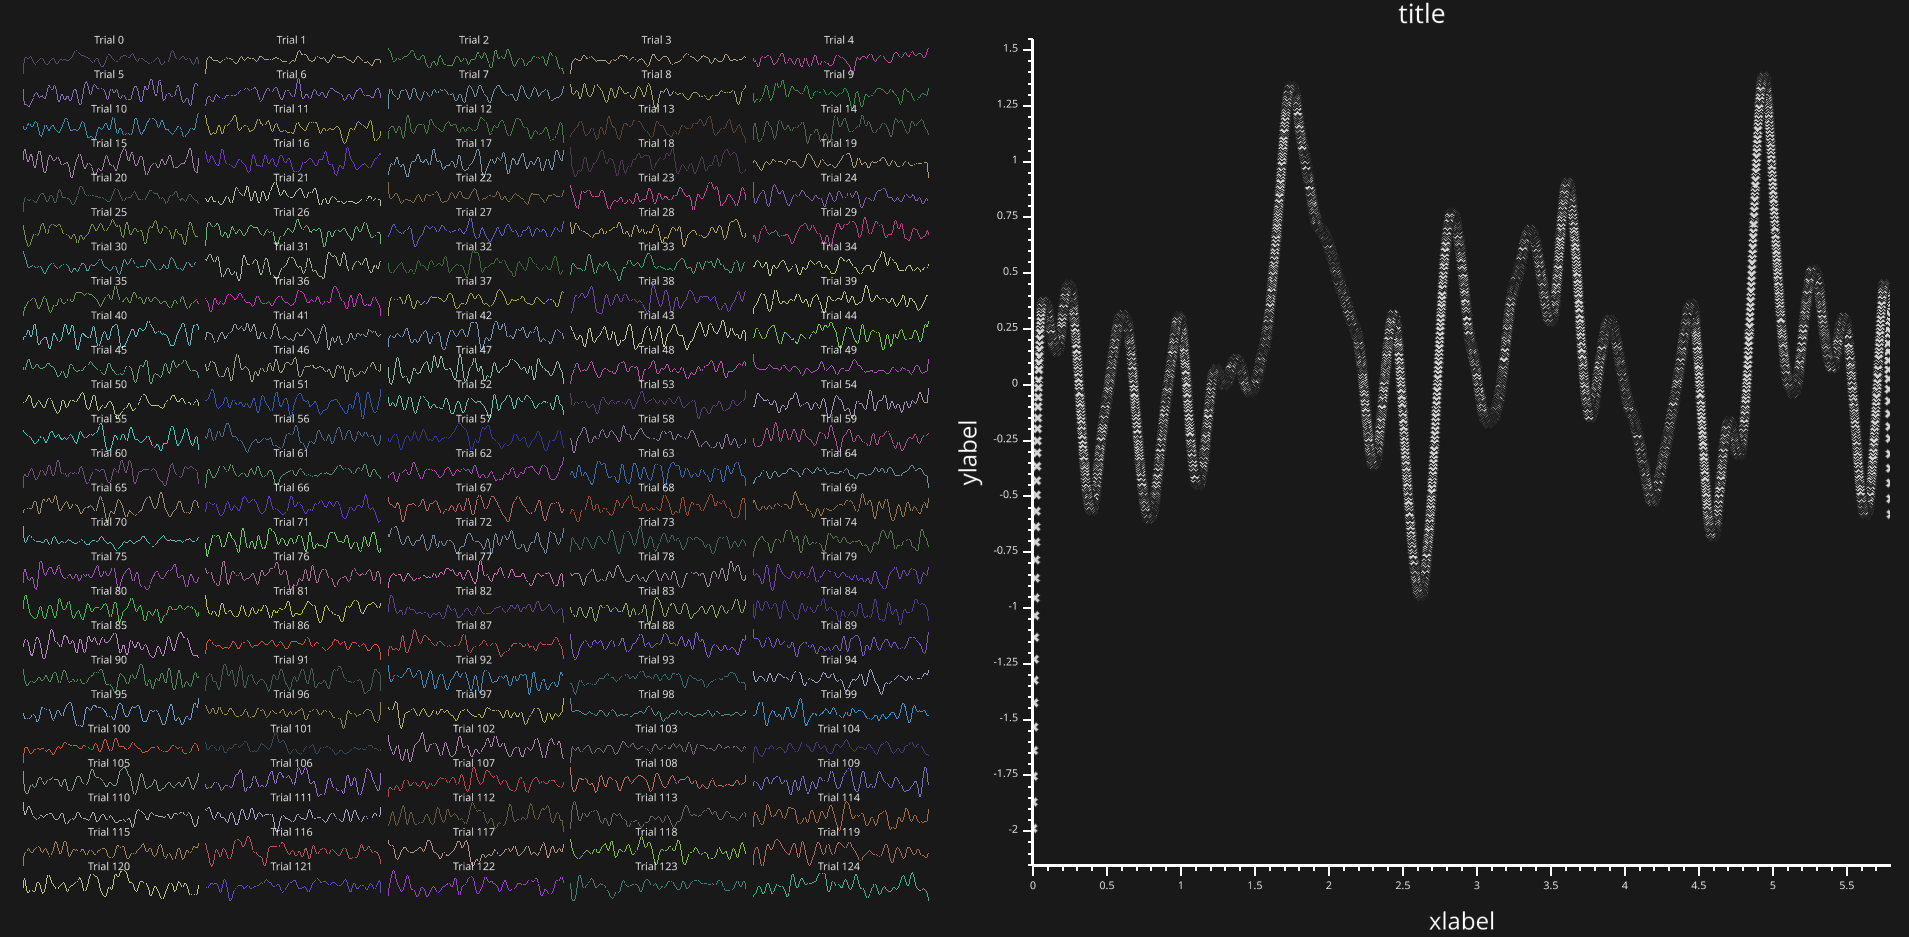 Trial 0 Trial 1 Trial 2 Trial 3 Trial 4
Trial 5 Trial 6 Trial 7 Trial 8 Trial 9
Trial 10 Trial 11 Trial 12 Trial 13 Trial 14
Trial 15 Trial 16 Trial 17 Trial 18 Trial 19
Trial 20 Trial 21 Trial 22 Trial 23 Trial 24
Trial 25 Trial 26 Trial 27 Trial 28 Trial 29
Trial 30 Trial 31 Trial 32 Trial 33 Trial 34
Trial 35 Trial 36 Trial 37 Trial 38 Trial 39
Trial 40 Trial 41 Trial 42 Trial 43 Trial 44
Trial 45 Trial 46 Trial 47 Trial 48 Trial 49
Trial 50 Trial 51 Trial 52 Trial 53 Trial 54
Trial 55 Trial 56 Trial 57 Trial 58 Trial 59
Trial 60 Trial 61 Trial 62 Trial 63 Trial 64
Trial 65 Trial 66 Trial 67 Trial 68 Trial 69
Trial 70 Trial 71 Trial 72 Trial 73 Trial 74
Trial 75 Trial 76 Trial 77 Trial 78 Trial 79
Trial 80 Trial 81 Trial 82 Trial 83 Trial 84
Trial 85 Trial 86 Trial 87 Trial 88 Trial 89
Trial 90 Trial 91 Trial 92 Trial 93 Trial 94
Trial 95 Trial 96 Trial 97 Trial 98 Trial 99
Trial 100 Trial 101 Trial 102 Trial 103 Trial 104
Trial 105 Trial 106 Trial 107 Trial 108 Trial 109
Trial 110 Trial 111 Trial 112 Trial 113 Trial 114
Trial 115 Trial 116 Trial 117 Trial 118 Trial 119
Trial 120 Trial 121 Trial 122 Trial 123 Trial 124
title
ylabel
1.5
1.25
1
0.75
0.5
0.25
0
-0.25
-0.5
-0.75
-1
-1.25
-1.5
-1.75
-2
0 0.5 1 1.5 2 2.5 3 3.5 4 4.5 5 5.5
xlabel